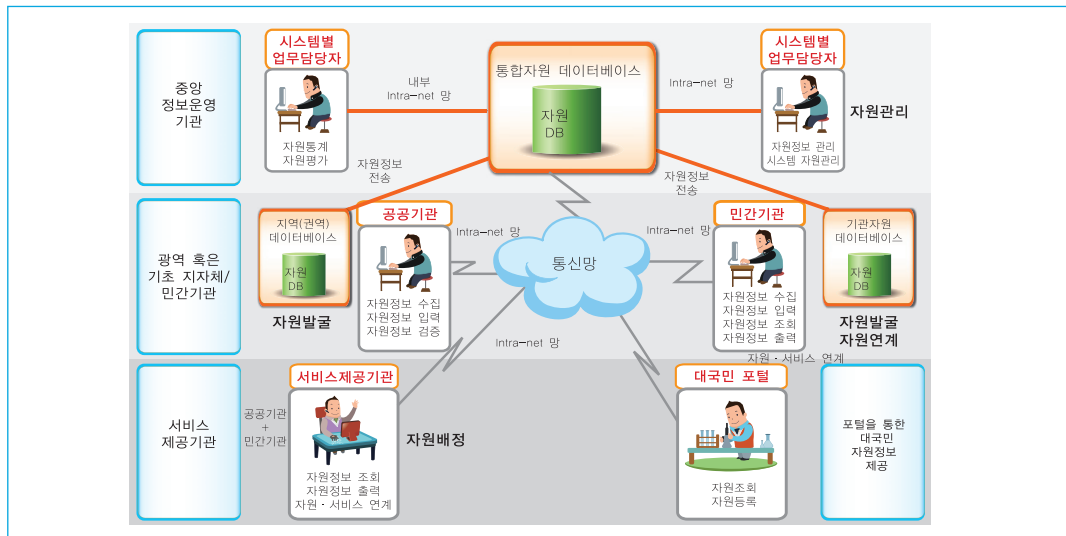 중앙
정보운영
기관
시스템별
업무담당자
자원통계
자원평가
내부
Intra-net 망
통합자원 데이터베이스
자원
DB
Intra-net 망
시스템별
업무담당자
자원정보 관리
시스템 자원관리
자원관리
자원정보
전송
자원정보
전송
광역 혹은
기초 지자체/
민간기관
지역(권역)
데이터베이스
자원
DB
자원발굴
공공기관
자원정보 수집
자원정보 입력
자원정보 검증
Intra-net 망
통신망
Intra-net 망
민간기관
자원정보 수집
자원정보 입력
자원정보 조회
자원정보 출력
기관자원
데이터베이스
자원
DB
자원발굴
자원연계
Intra-net 망
자원·서비스 연계
서비스
제공기관
공공기관
+
민간기관
서비스제공기관
자원정보 조회
자원정보 출력
자원·서비스 연계
자원배정
대국민 포털
자원조회
자원등록
포털을 통한
대국민
자원정보
제공